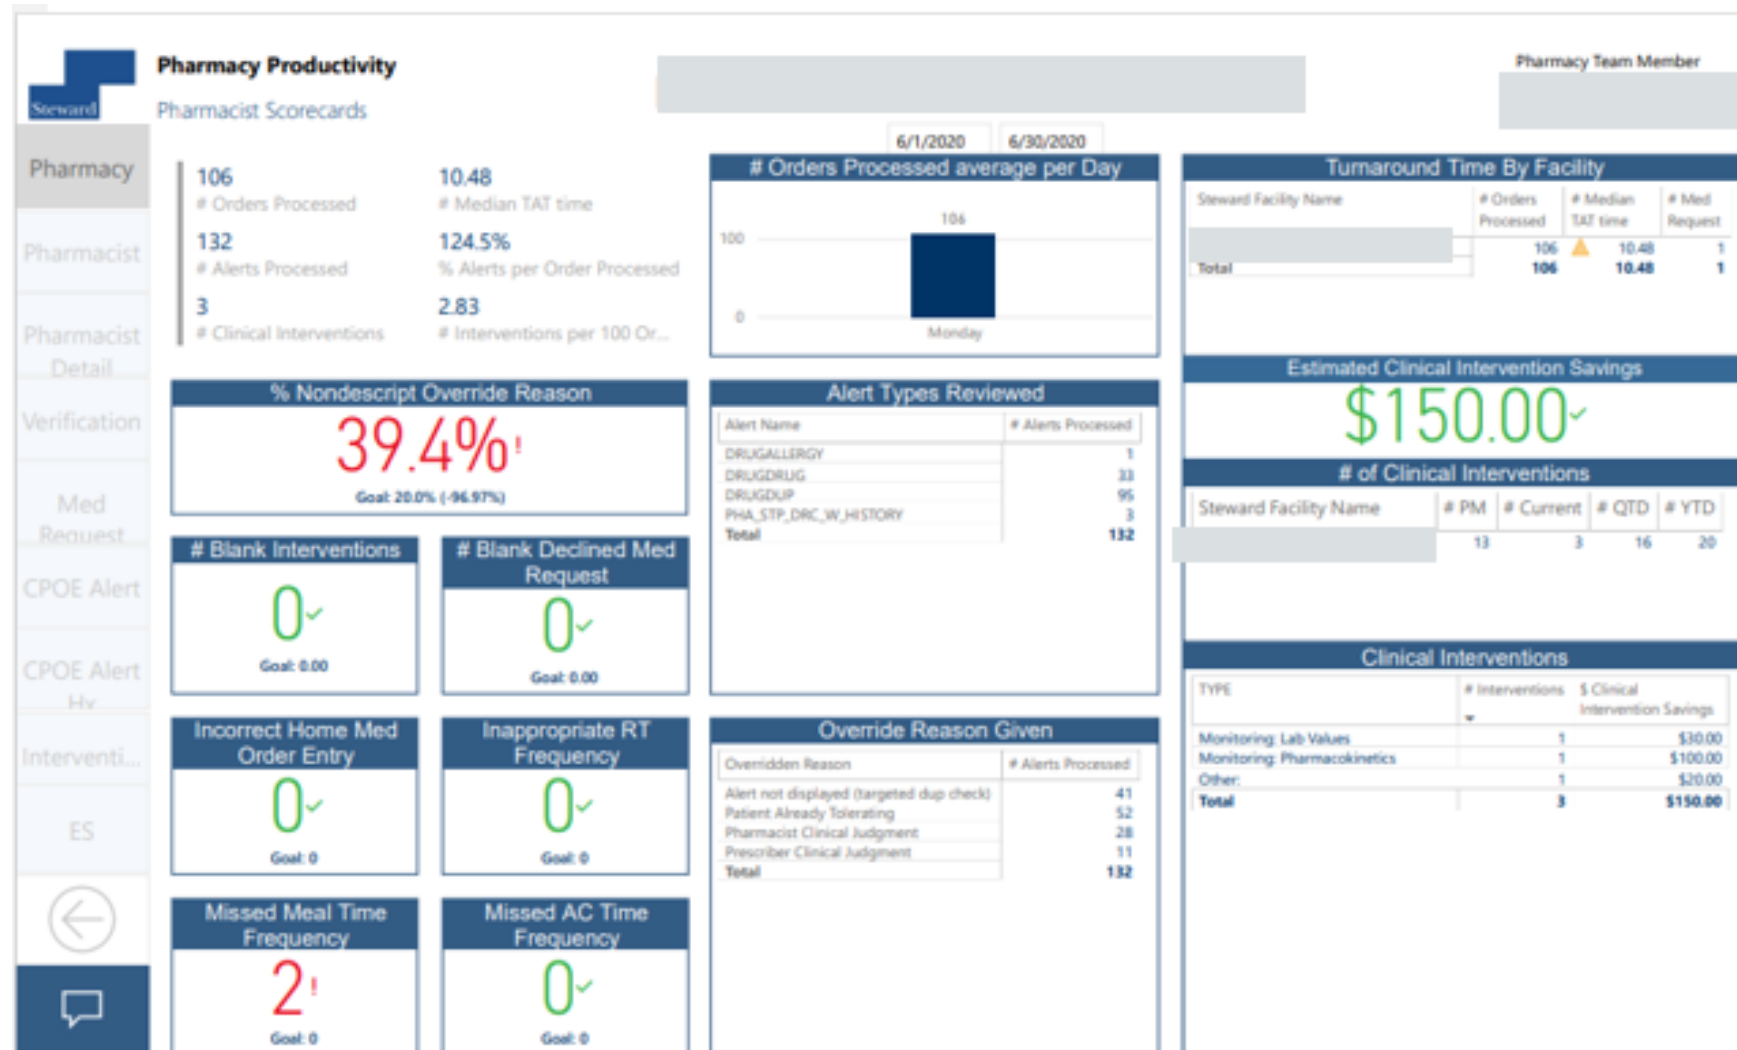 Steward
Pharmacy Productivity
Pharmacist Scorecards
Pharmacy Team Member
6/1/2020 6/30/2020
Pharmacy
Pharmacist
Pharmacist
Detail
Verification
Med
Request
CPOE Alert
CPOE Alert
Hx
Interventi...
ES
106
# Orders Processed
10.48
# Median TAT time
132
# Alerts Processed
124.5%
% Alerts per Order Processed
3
# Clinical Interventions
2.83
# Interventions per 100 Or...
# Orders Processed average per Day
106
100
0
Monday
Turnaround Time By Facility
Steward Facility Name # Orders Processed # Median TAT time # Med Request
106 10.48 1
Total 106 10.48 1
% Nondescript Override Reason
39.4%!
Goal: 20.0% (-96.97%)
Alert Types Reviewed
Alert Name # Alerts Processed
DRUGALLERGY 1
DRUGDRUG 33
DRUGDUP 95
PHA_STP_DRC_W_HISTORY 3
Total 132
Estimated Clinical Intervention Savings
$150.00
# of Clinical Interventions
Steward Facility Name # PM # Current # QTD # YTD
13 3 16 20
# Blank Interventions
0
Goal: 0.00
# Blank Declined Med
Request
0
Goal: 0.00
Clinical Interventions
TYPE # Interventions $ Clinical Intervention Savings
Monitoring: Lab Values 1 $30.00
Monitoring: Pharmacokinetics 1 $100.00
Other: 1 $20.00
Total 3 $150.00
Incorrect Home Med
Order Entry
0
Goal: 0
Inappropriate RT
Frequency
0
Goal: 0
Override Reason Given
Overridden Reason # Alerts Processed
Alert not displayed (targeted dup check) 41
Patient Already Tolerating 52
Pharmacist Clinical Judgment 28
Prescriber Clinical Judgment 11
Total 132
Missed Meal Time
Frequency
2!
Goal: 0
Missed AC Time
Frequency
0
Goal: 0